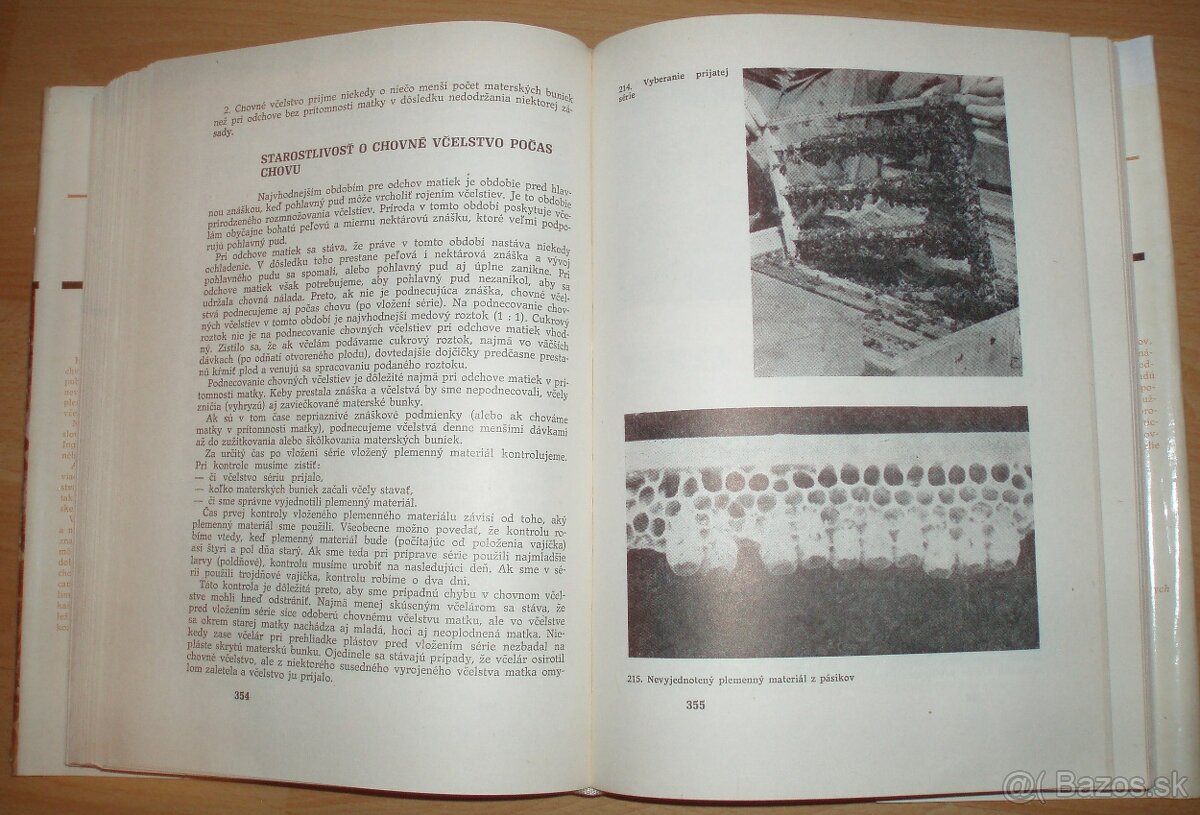 2. Chovné včelstvo prijme niekedy o niečo menší počet materských buniek
než pri odchove bez prítomnosti matky v dôsledku nedodržania niektorej zá-
sady.
STAROSTLIVOSŤ O CHOVNÉ VČELSTVO POČAS
CHOVU
Najvhodnejším obdobím pre odchov matiek je obdobie pred hlav-
nou znáškou, keď pohlavný pud môže vrcholiť rojením včelstiev. Je to obdobie
prirodzeného rozmnožovania včelstiev. Príroda v tomto období poskytuje vče-
lám obyčajne bohatú peľovú a miernu nektárovú znášku, ktoré veľmi podpo-
rujú pohlavný pud.
Pri odchove matiek sa stáva, že práve v tomto období nastáva niekedy
ochladenie. V dôsledku toho prestane peľová i nektárová znáška a vývoj
pohlavného pudu sa spomalí, alebo pohlavný pud aj úplne zanikne. Pri
odchove matiek však potrebujeme, aby pohlavný pud nezanikol, aby sa
udržala chovná nálada. Preto, ak nie je podnecujúca znáška, chovné včel-
stvá podnecujeme aj počas chovu (po vložení série). Na podnecovanie chov-
ných včelstiev v tomto období je najvhodnejší medový roztok (1 : 1). Cukrový
roztok nie je na podnecovanie chovných včelstiev pri odchove matiek vhod-
ný. Zistilo sa, že ak včelám podávame cukrový roztok, najmä vo väčších
dávkach (po odňatí otvoreného plodu), dovtedajšie dojčičky predčasne presta-
nú kŕmiť plod a venujú sa spracovaniu podaného roztoku.
Podnecovanie chovných včelstiev je dôležité najmä pri odchove matiek v prí-
tomnosti matky. Keby prestala znáška a včelstvá by sme nepodnecovali, včely
zničia (vyhryzú) aj zaviečkované materské bunky.
Ak sú v tom čase nepriaznivé znáškové podmienky (alebo ak chováme
matky v prítomnosti matky), podnecujeme včelstvá denne menšími dávkami
až do zužitkovania alebo škôlkovania materských buniek.
Za určitý čas po vložení série vložený plemenný materiál kontrolujeme.
Pri kontrole musíme zistiť:
— či včelstvo sériu prijalo,
— koľko materských buniek začali včely stavať,
— či sme správne vyjednotili plemenný materiál.
Čas prvej kontroly vloženého plemenného materiálu závisí od toho, aký
plemenný materiál sme použili. Všeobecne možno povedať, že kontrolu ro-
bíme vtedy, keď plemenný materiál bude (počítajúc od položenia vajíčka)
asi štyri a pol dňa starý. Ak sme teda pri príprave série použili najmladšie
larvy (poldňové), kontrolu musíme urobiť na nasledujúci deň. Ak sme v sé-
rii použili trojdňové vajíčka, kontrolu robíme o dva dni.
Táto kontrola je dôležitá preto, aby sme prípadnú chybu v chovnom včel-
stve mohli hneď odstrániť. Najmä menej skúseným včelárom sa stáva, že
pred vložením série síce odoberú chovnému včelstvu matku, ale vo včelstve
sa okrem starej matky nachádza aj mladá, hoci aj neoplodnená matka. Nie-
kedy zase včelár pri prehliadke plástov pred vložením série nezbadal na
pláste skrytú materskú bunku. Ojedinele sa stávajú prípady, že včelár osirotil
chovné včelstvo, ale z niektorého susedného vyrojeného včelstva matka omy-
lom zaletela a včelstvo ju prijalo.
354
214. Vyberanie prijatej
série
215. Nevyjednotený plemenný materiál z pásikov
355
@( Bazos.sk